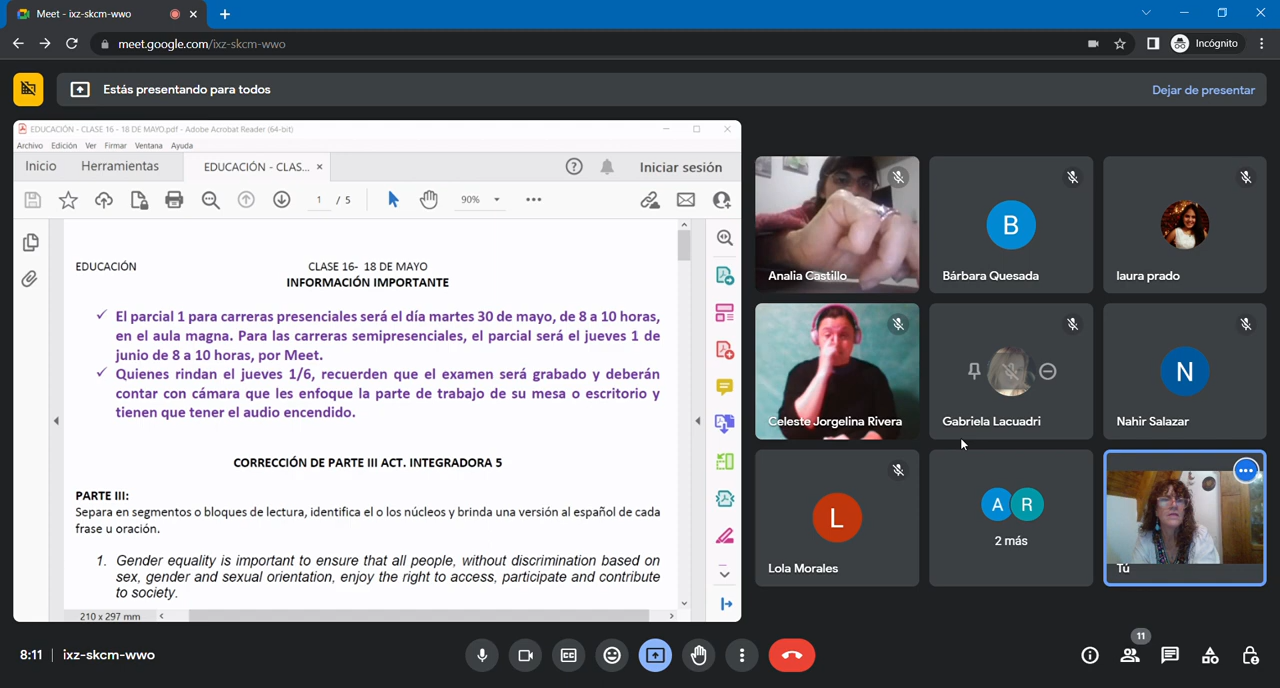 Meet - ixz-skcm-wwo
meet.google.com/ixz-skcm-wwo
Incógnito
Estás presentando para todos
Dejar de presentar
EDUCACIÓN - CLASE 16 - 18 DE MAYO.pdf - Adobe Acrobat Reader (64-bit)
Archivo Edición Ver Firmar Ventana Ayuda
Inicio Herramientas EDUCACIÓN - CLAS... Iniciar sesión
1 / 5 90%
EDUCACIÓN CLASE 16- 18 DE MAYO
INFORMACIÓN IMPORTANTE
✓ El parcial 1 para carreras presenciales será el día martes 30 de mayo, de 8 a 10 horas,
en el aula magna. Para las carreras semipresenciales, el parcial será el jueves 1 de
junio de 8 a 10 horas, por Meet.
✓ Quienes rindan el jueves 1/6, recuerden que el examen será grabado y deberán
contar con cámara que les enfoque la parte de trabajo de su mesa o escritorio y
tienen que tener el audio encendido.
CORRECCIÓN DE PARTE III ACT. INTEGRADORA 5
PARTE III:
Separa en segmentos o bloques de lectura, identifica el o los núcleos y brinda una versión al español de cada
frase u oración.
1. Gender equality is important to ensure that all people, without discrimination based on
sex, gender and sexual orientation, enjoy the right to access, participate and contribute
to society.
210 x 297 mm
Analia Castillo
B
Bárbara Quesada
laura prado
Celeste Jorgelina Rivera
Gabriela Lacuadri
N
Nahir Salazar
L
Lola Morales
A R
2 más
Tú
8:11 | ixz-skcm-wwo
11